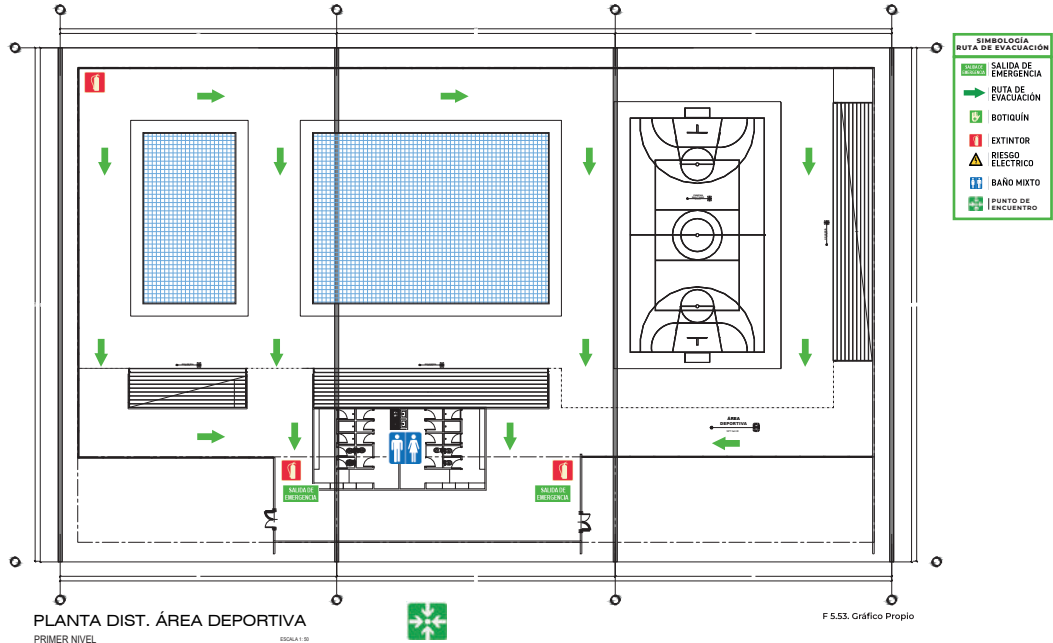 SIMBOLOGÍA
RUTA DE EVACUACIÓN
SALIDA DE
EMERGENCIA
SALIDA DE
EMERGENCIA
RUTA DE
EVACUACIÓN
BOTIQUÍN
EXTINTOR
RIESGO
ELECTRICO
BAÑO MIXTO
PUNTO DE
ENCUENTRO
ÁREA
DEPORTIVA
SALIDA DE
EMERGENCIA
SALIDA DE
EMERGENCIA
PLANTA DIST. ÁREA DEPORTIVA
PRIMER NIVEL
ESCALA 1: 50
F 5.53. Gráfico Propio